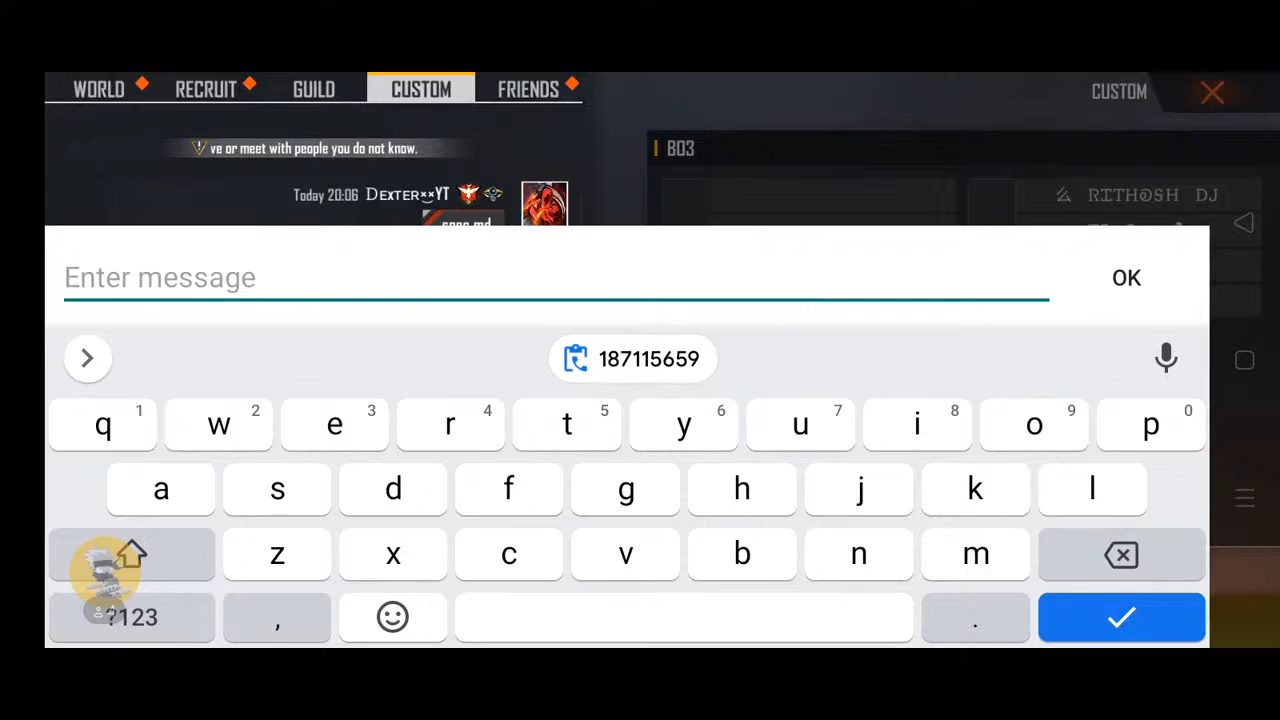 WORLD RECRUIT GUILD CUSTOM FRIENDS CUSTOM
ve or meet with people you do not know.
BO3
Today 20:06 DEXTER××YT
RITHOSH DJ
Enter message OK
187115659
q 1 w 2 e 3 r 4 t 5 y 6 u 7 i 8 o 9 p 0
a s d f g h j k l
z x c v b n m
?123 , .